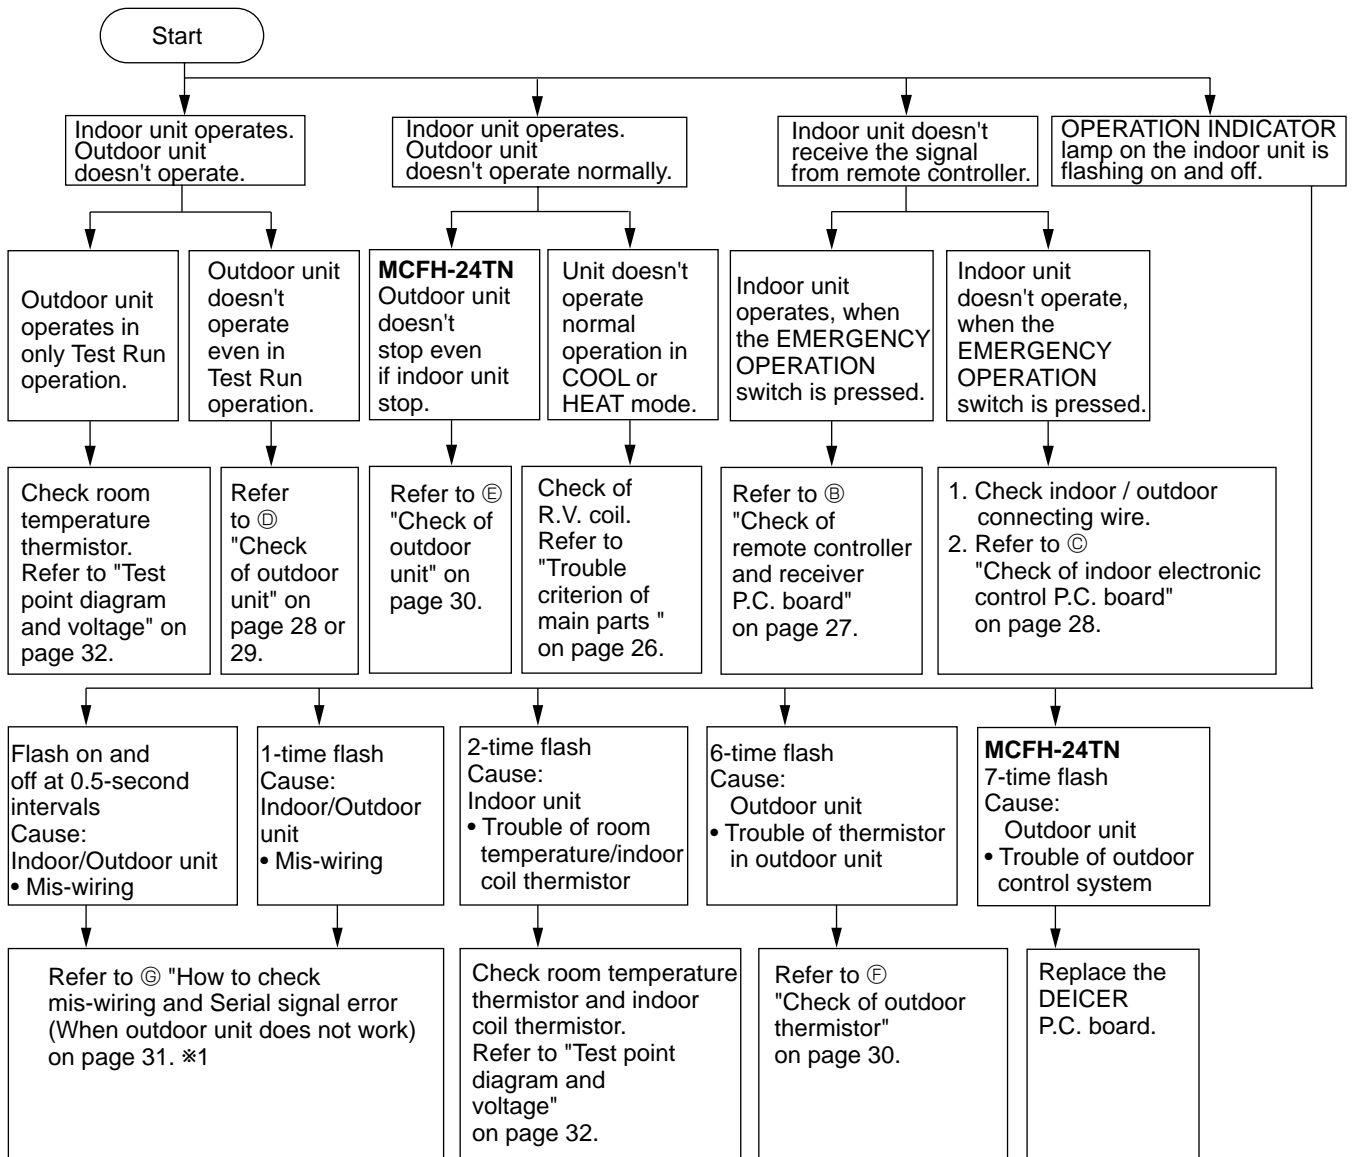 Start
Indoor unit operates.
Outdoor unit
doesn't operate.
Indoor unit operates.
Outdoor unit
doesn't operate normally.
Indoor unit doesn't
receive the signal
from remote controller.
OPERATION INDICATOR
lamp on the indoor unit is
flashing on and off.
Outdoor unit
operates in
only Test Run
operation.
Outdoor unit
doesn't
operate
even in
Test Run
operation.
MCFH-24TN
Outdoor unit
doesn't
stop even
if indoor unit
stop.
Unit doesn't
operate
normal
operation in
COOL or
HEAT mode.
Indoor unit
operates, when
the EMERGENCY
OPERATION
switch is pressed.
Indoor unit
doesn't operate,
when the
EMERGENCY
OPERATION
switch is pressed.
Check room
temperature
thermistor.
Refer to "Test
point diagram
and voltage" on
page 32.
Refer
to Ⓓ
"Check
of outdoor
unit" on
page 28 or
29.
Refer to Ⓔ
"Check of
outdoor
unit" on
page 30.
Check of
R.V. coil.
Refer to
"Trouble
criterion of
main parts "
on page 26.
Refer to Ⓑ
"Check of
remote controller
and receiver
P.C. board"
on page 27.
1. Check indoor / outdoor
connecting wire.
2. Refer to Ⓒ
"Check of indoor electronic
control P.C. board"
on page 28.
Flash on and
off at 0.5-second
intervals
Cause:
Indoor/Outdoor unit
• Mis-wiring
1-time flash
Cause:
Indoor/Outdoor
unit
• Mis-wiring
2-time flash
Cause:
Indoor unit
• Trouble of room
temperature/indoor
coil thermistor
6-time flash
Cause:
Outdoor unit
• Trouble of thermistor
in outdoor unit
MCFH-24TN
7-time flash
Cause:
Outdoor unit
• Trouble of outdoor
control system
Refer to Ⓖ "How to check
mis-wiring and Serial signal error
(When outdoor unit does not work)
on page 31. ※1
Check room temperature
thermistor and indoor
coil thermistor.
Refer to "Test point
diagram and
voltage"
on page 32.
Refer to Ⓕ
"Check of outdoor
thermistor"
on page 30.
Replace the
DEICER
P.C. board.